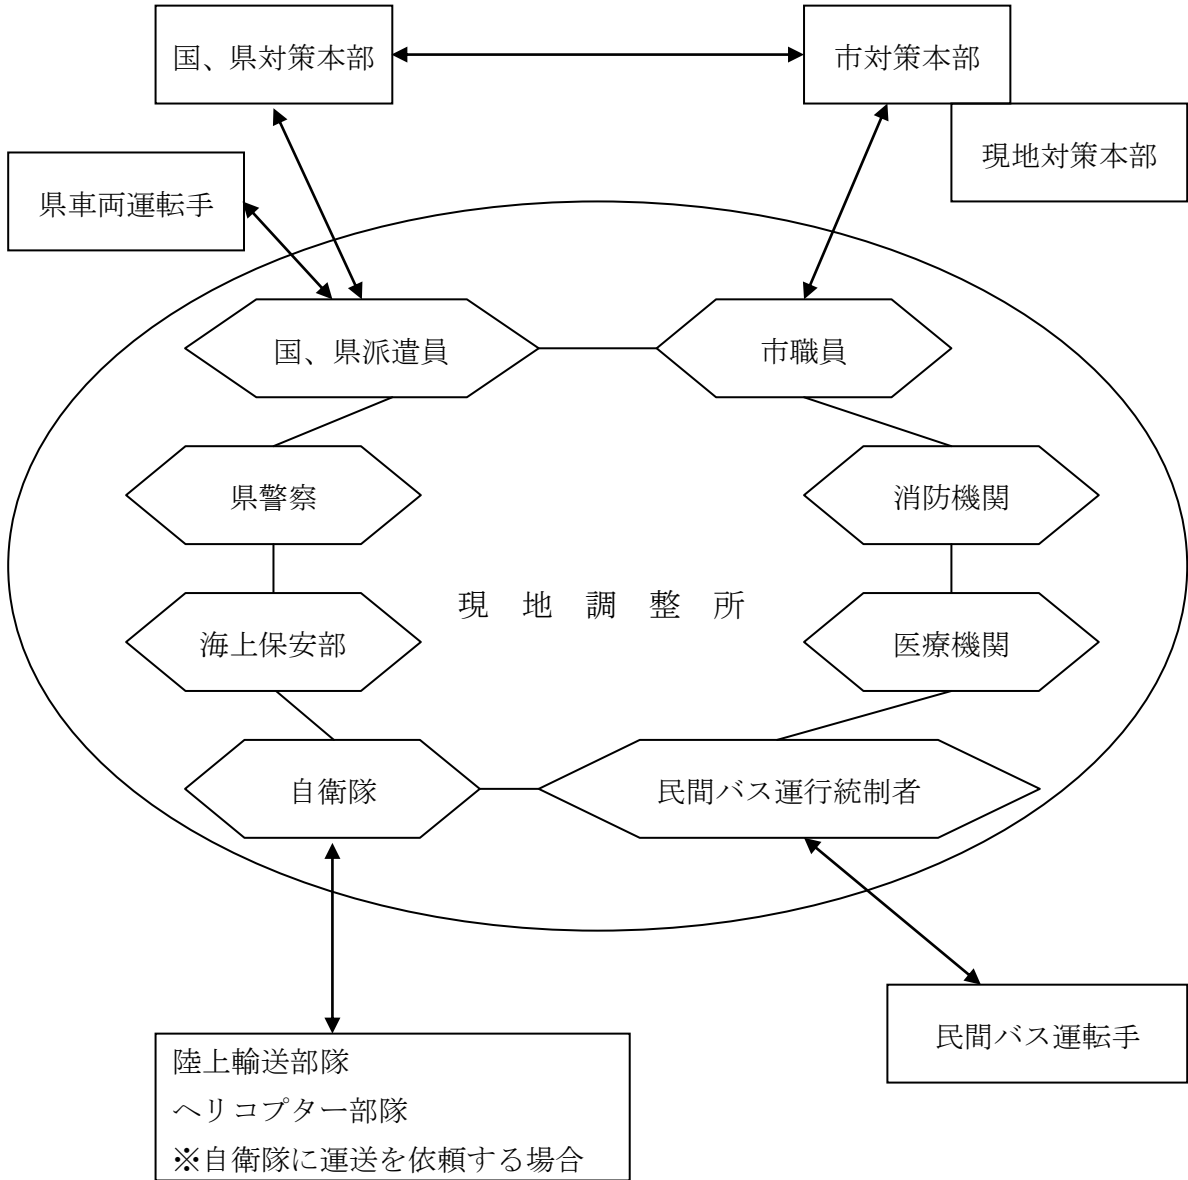 国、県対策本部
市対策本部
現地対策本部
県車両運転手
国、県派遣員
市職員
県警察
消防機関
現地調整所
海上保安部
医療機関
自衛隊
民間バス運行統制者
民間バス運転手
陸上輸送部隊
ヘリコプター部隊
※自衛隊に運送を依頼する場合